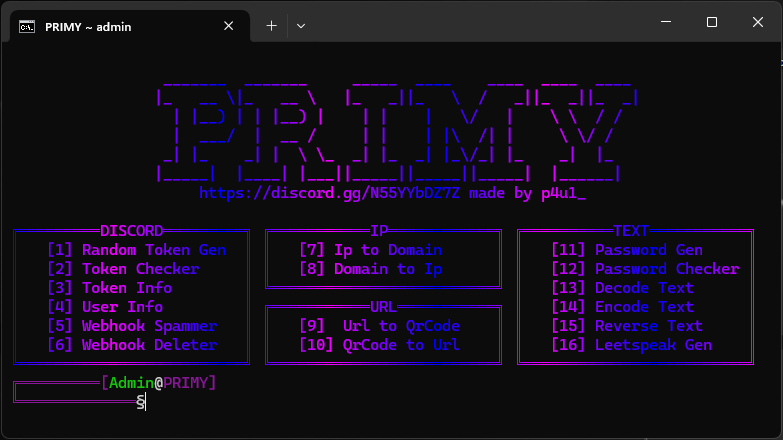 PRIMY ~ admin
PRIMY
https://discord.gg/N55YYbDZ7Z made by p4u1_
DISCORD
[1] Random Token Gen
[2] Token Checker
[3] Token Info
[4] User Info
[5] Webhook Spammer
[6] Webhook Deleter
IP
[7] Ip to Domain
[8] Domain to Ip
URL
[9] Url to QrCode
[10] QrCode to Url
TEXT
[11] Password Gen
[12] Password Checker
[13] Decode Text
[14] Encode Text
[15] Reverse Text
[16] Leetspeak Gen
[Admin@PRIMY]
§